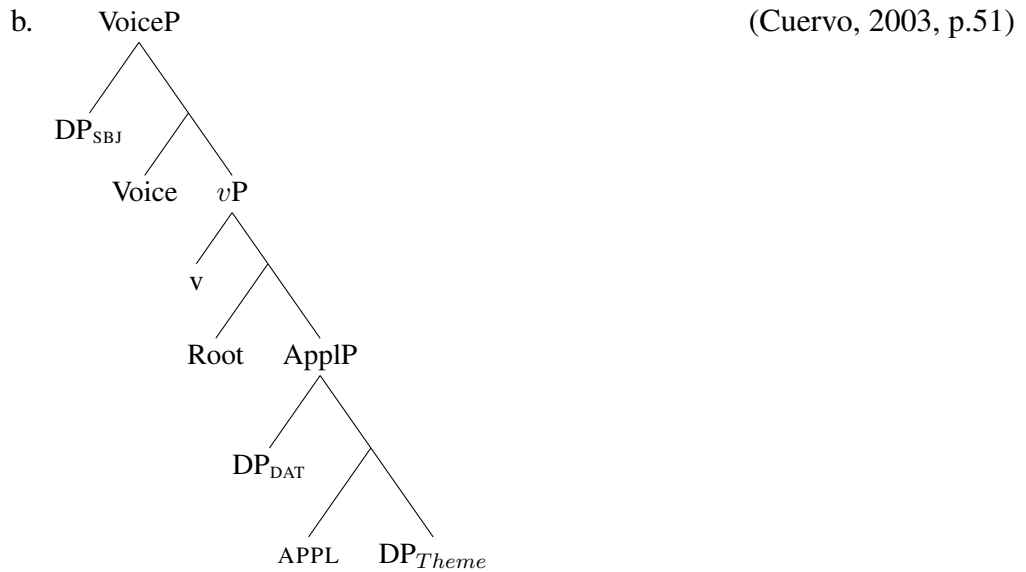 b. VoiceP (Cuervo, 2003, p.51)
DP_SBJ
Voice vP
v
Root ApplP
DP_DAT
APPL DP_Theme